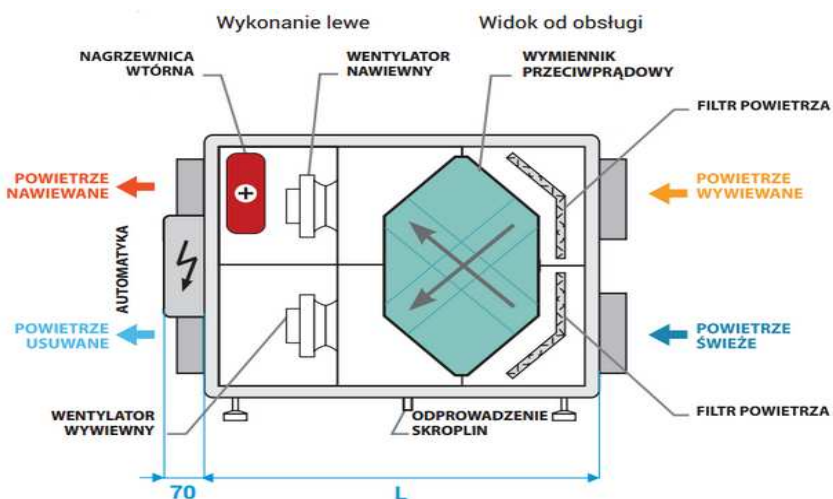 Wykonanie lewe
Widok od obsługi
NAGRZEWNICA
WTÓRNA
WENTYLATOR
NAWIEWNY
WYMIENNIK
PRZECIWPRĄDOWY
FILTR POWIETRZA
POWIETRZE
NAWIEWANE
POWIETRZE
WYWIEWANE
AUTOMATYKA
POWIETRZE
USUWANE
POWIETRZE
ŚWIEŻE
WENTYLATOR
WYWIEWNY
ODPROWADZENIE
SKROPLIN
FILTR POWIETRZA
70
L